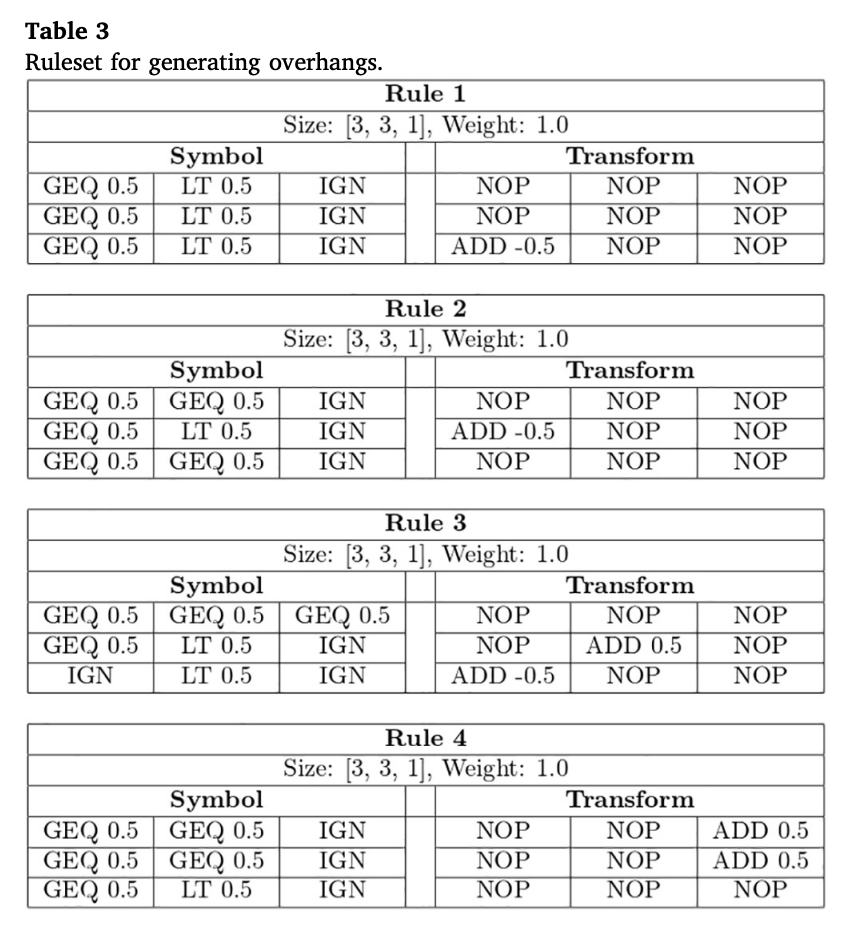 Table 3
Ruleset for generating overhangs.
Rule 1
Size: [3, 3, 1], Weight: 1.0
Symbol Transform
GEQ 0.5 LT 0.5 IGN NOP NOP NOP
GEQ 0.5 LT 0.5 IGN NOP NOP NOP
GEQ 0.5 LT 0.5 IGN ADD -0.5 NOP NOP
Rule 2
Size: [3, 3, 1], Weight: 1.0
Symbol Transform
GEQ 0.5 GEQ 0.5 IGN NOP NOP NOP
GEQ 0.5 LT 0.5 IGN ADD -0.5 NOP NOP
GEQ 0.5 GEQ 0.5 IGN NOP NOP NOP
Rule 3
Size: [3, 3, 1], Weight: 1.0
Symbol Transform
GEQ 0.5 GEQ 0.5 GEQ 0.5 NOP NOP NOP
GEQ 0.5 LT 0.5 IGN NOP ADD 0.5 NOP
IGN LT 0.5 IGN ADD -0.5 NOP NOP
Rule 4
Size: [3, 3, 1], Weight: 1.0
Symbol Transform
GEQ 0.5 GEQ 0.5 IGN NOP NOP ADD 0.5
GEQ 0.5 GEQ 0.5 IGN NOP NOP ADD 0.5
GEQ 0.5 LT 0.5 IGN NOP NOP NOP